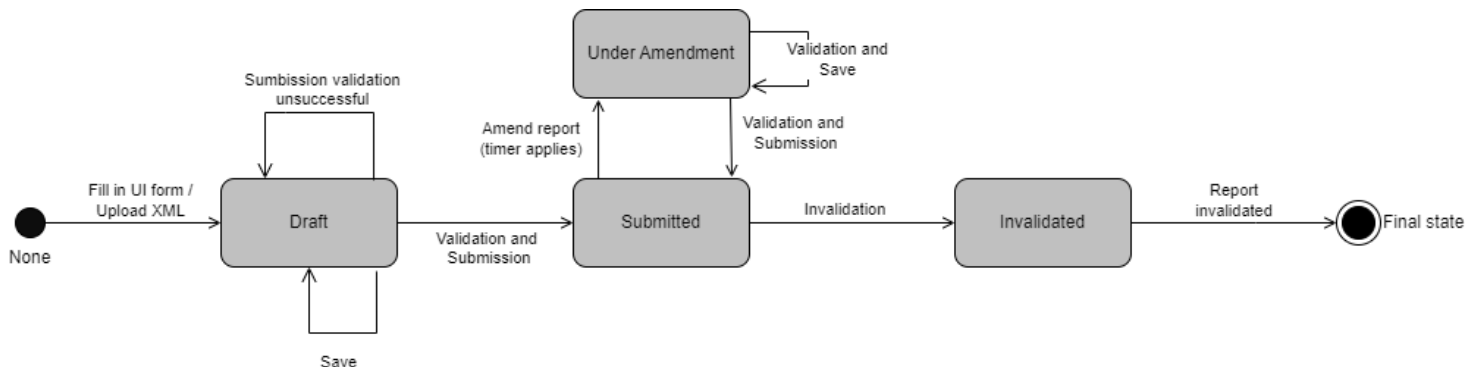 Under Amendment
Validation and
Save
Sumbission validation
unsuccessful
Amend report
(timer applies)
Validation and
Submission
Fill in UI form /
Upload XML
None
Draft
Validation and
Submission
Submitted
Invalidation
Invalidated
Report
invalidated
Final state
Save